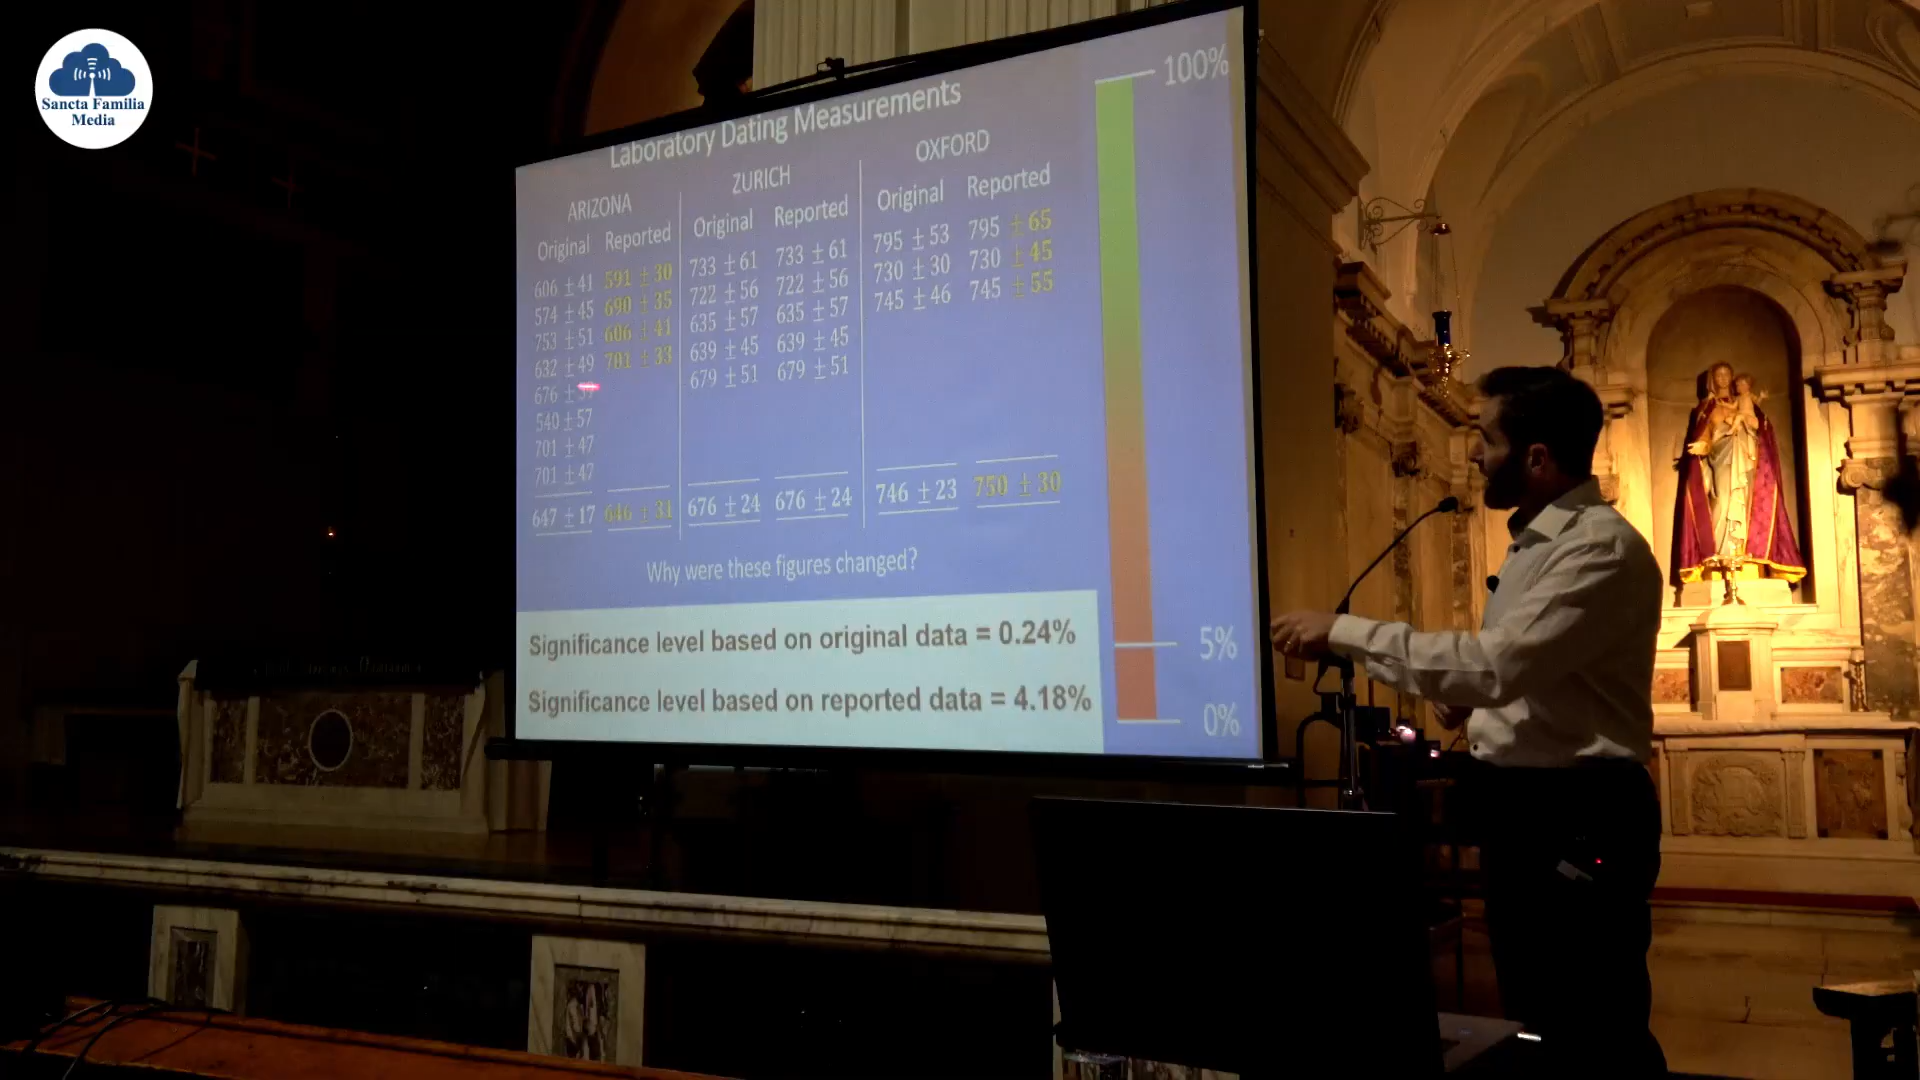 Sancta Familia
Media
Laboratory Dating Measurements
ARIZONA
Original Reported
606 ±41 591 ±30
574 ±45 690 ±35
753 ±51 606 ±41
632 ±49 701 ±33
676 ±
540 ±57
701 ±47
701 ±47
647 ±17 646 ±31
ZURICH
Original Reported
733 ±61 733 ±61
722 ±56 722 ±56
635 ±57 635 ±57
639 ±45 639 ±45
679 ±51 679 ±51
676 ±24 676 ±24
OXFORD
Original Reported
795 ±53 795 ±65
730 ±30 730 ±45
745 ±46 745 ±55
746 ±23 750 ±30
Why were these figures changed?
Significance level based on original data = 0.24%
Significance level based on reported data = 4.18%
100%
5%
0%